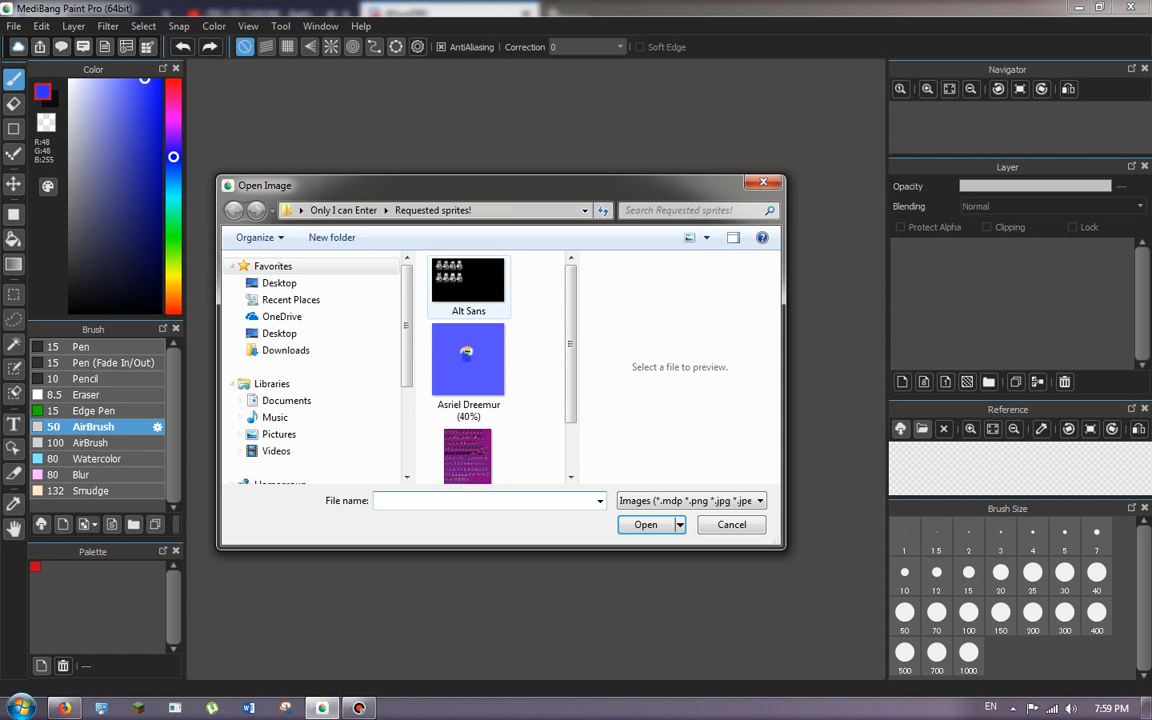 MediBang Paint Pro (64bit)
File Edit Layer Filter Select Snap Color View Tool Window Help
AntiAliasing Correction 0 Soft Edge
Color
R:48
G:48
B:255
Brush
15 Pen
15 Pen (Fade In/Out)
10 Pencil
8.5 Eraser
15 Edge Pen
50 AirBrush
100 AirBrush
80 Watercolor
80 Blur
132 Smudge
Palette
---
Open Image
Only I can Enter Requested sprites!
Search Requested sprites!
Organize New folder
Favorites
Desktop
Recent Places
OneDrive
Desktop
Downloads
Libraries
Documents
Music
Pictures
Videos
Alt Sans
Asriel Dreemur
(40%)
Select a file to preview.
File name:
Images (*.mdp *.png *.jpg *.jpe
Open Cancel
Navigator
Layer
Opacity ---
Blending Normal
Protect Alpha Clipping Lock
Reference
Brush Size
1 1.5 2 3 4 5 7
10 12 15 20 25 30 40
50 70 100 150 200 300 400
500 700 1000
EN 7:59 PM